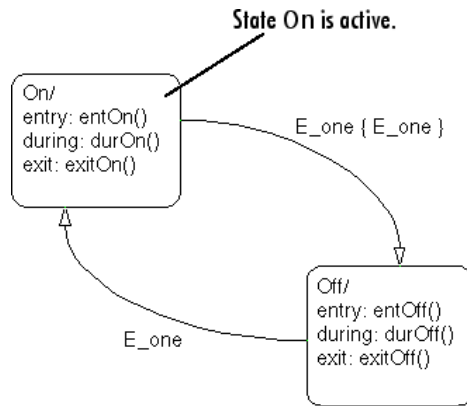 State On is active.
On/
entry: entOn()
during: durOn()
exit: exitOn()
E_one { E_one }
Off/
entry: entOff()
during: durOff()
exit: exitOff()
E_one